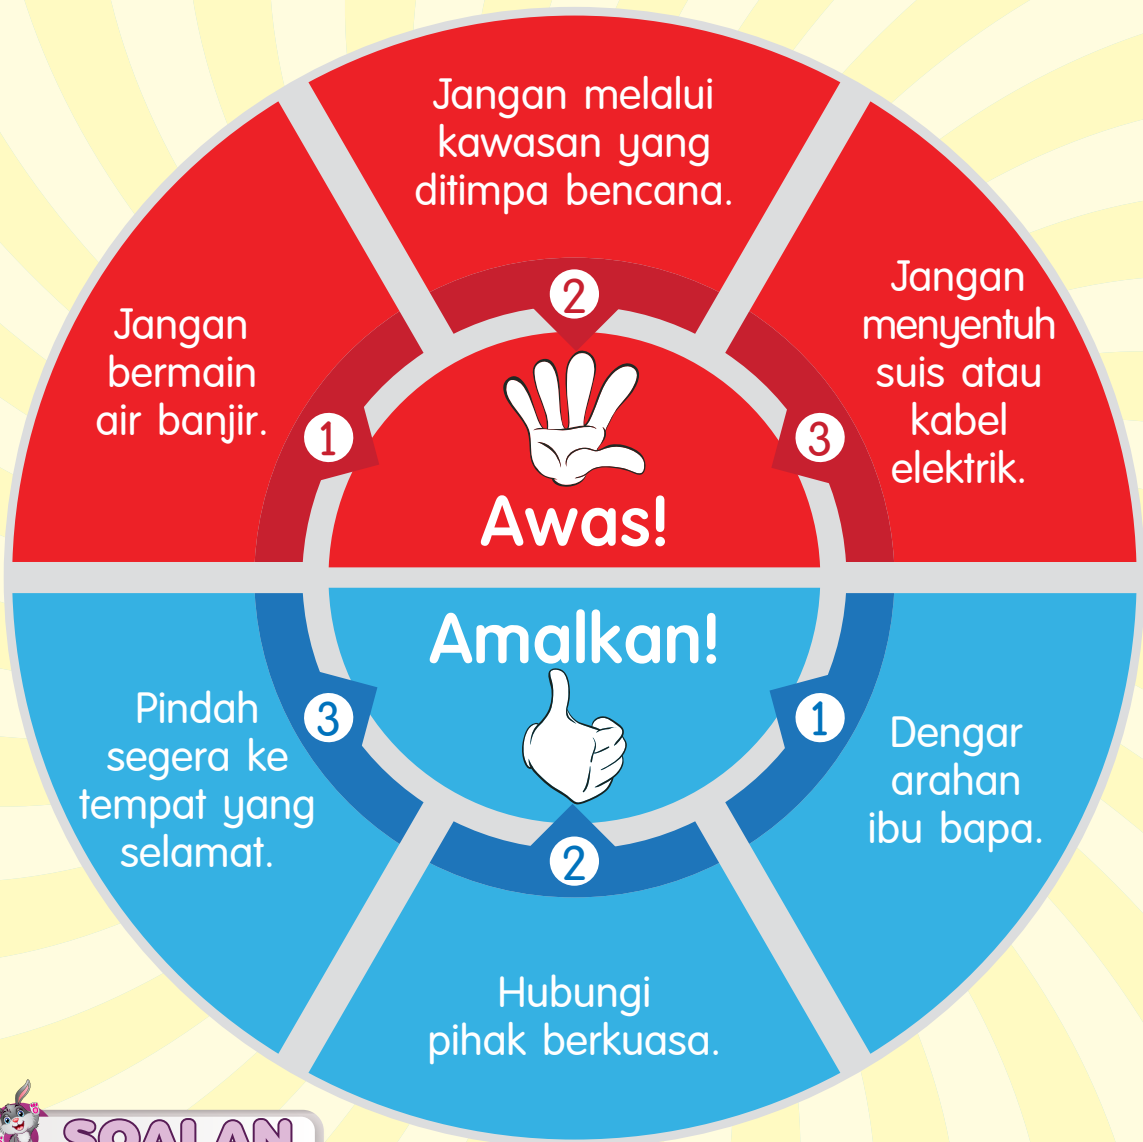 Jangan melalui
kawasan yang
ditimpa bencana.
2
Jangan
bermain
air banjir.
1
Jangan
menyentuh
suis atau
kabel
elektrik.
3
Awas!
Amalkan!
Pindah
segera ke
tempat yang
selamat.
3
Dengar
arahan
ibu bapa.
1
2
Hubungi
pihak berkuasa.
SOALAN